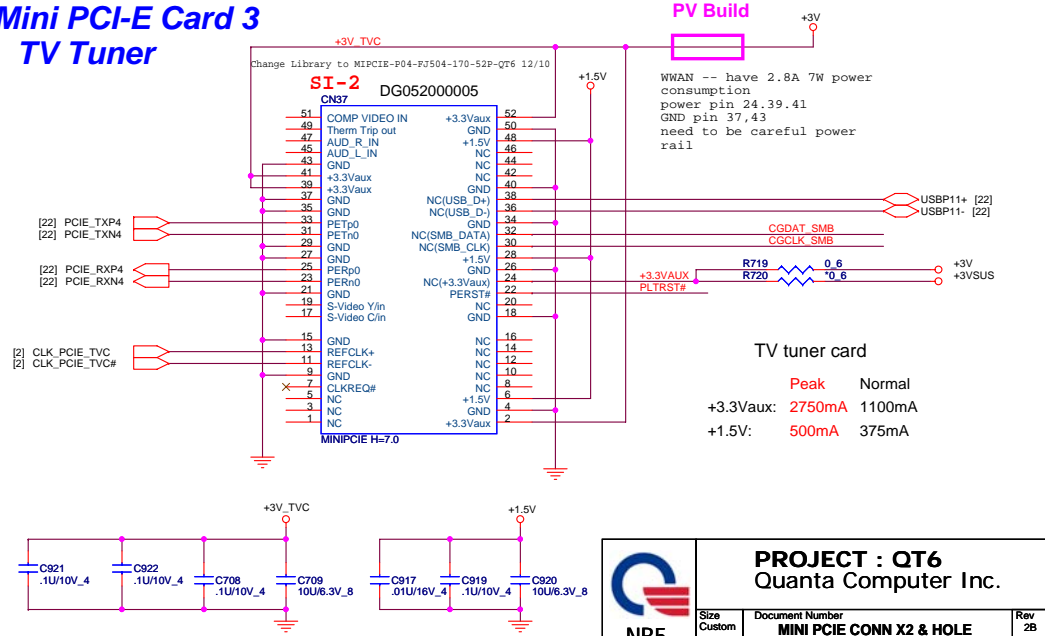 Mini PCI-E Card 3
TV Tuner
PV Build
+3V
+3V_TVC
Change Library to MIPCIE-P04-FJ504-170-52P-QT6 12/10
SI-2
DG052000005
+1.5V
WWAN -- have 2.8A 7W power
consumption
power pin 24.39.41
GND pin 37,43
need to be careful power
rail
CN37
51 COMP VIDEO IN +3.3Vaux 52
49 Therm Trip out GND 50
47 AUD_R_IN +1.5V 48
45 AUD_L_IN NC 46
43 GND NC 44
41 +3.3Vaux NC 42
39 +3.3Vaux GND 40
37 GND NC(USB_D+) 38 USBP11+ [22]
35 GND NC(USB_D-) 36 USBP11- [22]
[22] PCIE_TXP4 33 PETp0 GND 34
[22] PCIE_TXN4 31 PETn0 NC(SMB_DATA) 32 CGDAT_SMB
29 GND NC(SMB_CLK) 30 CGCLK_SMB
27 GND +1.5V 28
[22] PCIE_RXP4 25 PERp0 GND 26 R719 0_6 +3V
[22] PCIE_RXN4 23 PERn0 NC(+3.3Vaux) 24 +3.3VAUX R720 *0_6 +3VSUS
21 GND PERST# 22 PLTRST#
19 S-Video Y/in NC 20
17 S-Video C/in GND 18
15 GND NC 16
[2] CLK_PCIE_TVC 13 REFCLK+ NC 14
[2] CLK_PCIE_TVC# 11 REFCLK- NC 12
9 GND NC 10
7 CLKREQ# NC 8
5 NC +1.5V 6
3 NC GND 4
1 NC +3.3Vaux 2
MINIPCIE H=7.0
TV tuner card
Peak Normal
+3.3Vaux: 2750mA 1100mA
+1.5V: 500mA 375mA
+3V_TVC
+1.5V
C921
.1U/10V_4
C922
.1U/10V_4
C708
.1U/10V_4
C709
10U/6.3V_8
C917
.01U/16V_4
C919
.1U/10V_4
C920
10U/6.3V_8
PROJECT : QT6
Quanta Computer Inc.
Size
Custom
Document Number
MINI PCIE CONN X2 & HOLE
Rev
2B